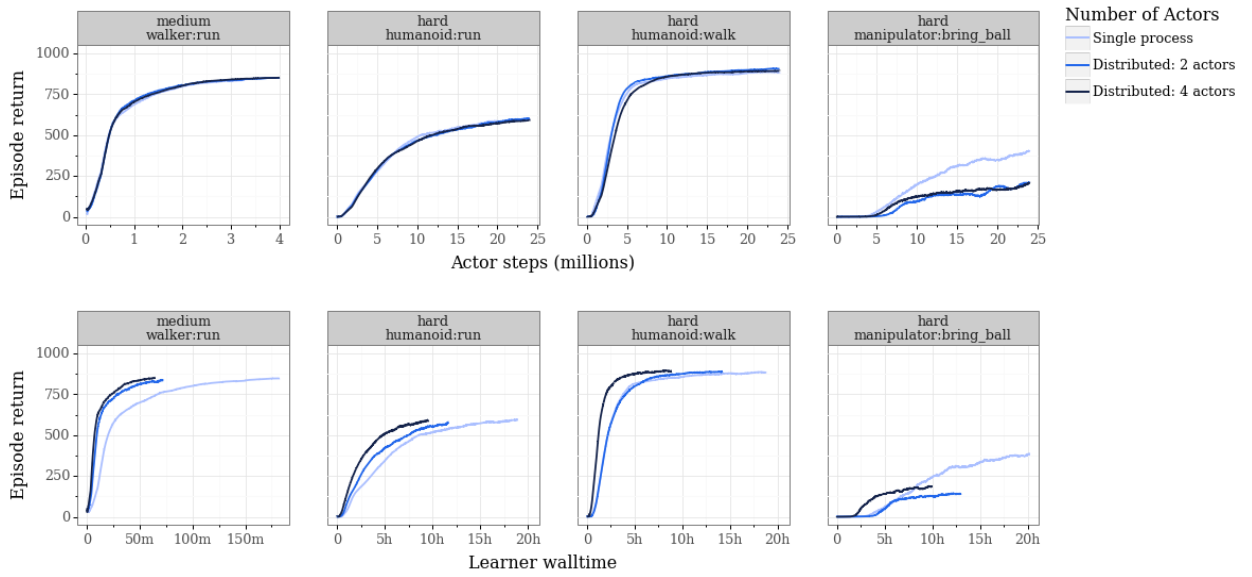 medium
walker:run
hard
humanoid:run
hard
humanoid:walk
hard
manipulator:bring_ball
Number of Actors
Single process
Distributed: 2 actors
Distributed: 4 actors
Episode return
1000
750
500
250
0
0 1 2 3 4
0 5 10 15 20 25
0 5 10 15 20 25
0 5 10 15 20 25
Actor steps (millions)
medium
walker:run
hard
humanoid:run
hard
humanoid:walk
hard
manipulator:bring_ball
Episode return
1000
750
500
250
0
0 50m 100m 150m
0 5h 10h 15h 20h
0 5h 10h 15h 20h
0 5h 10h 15h 20h
Learner walltime